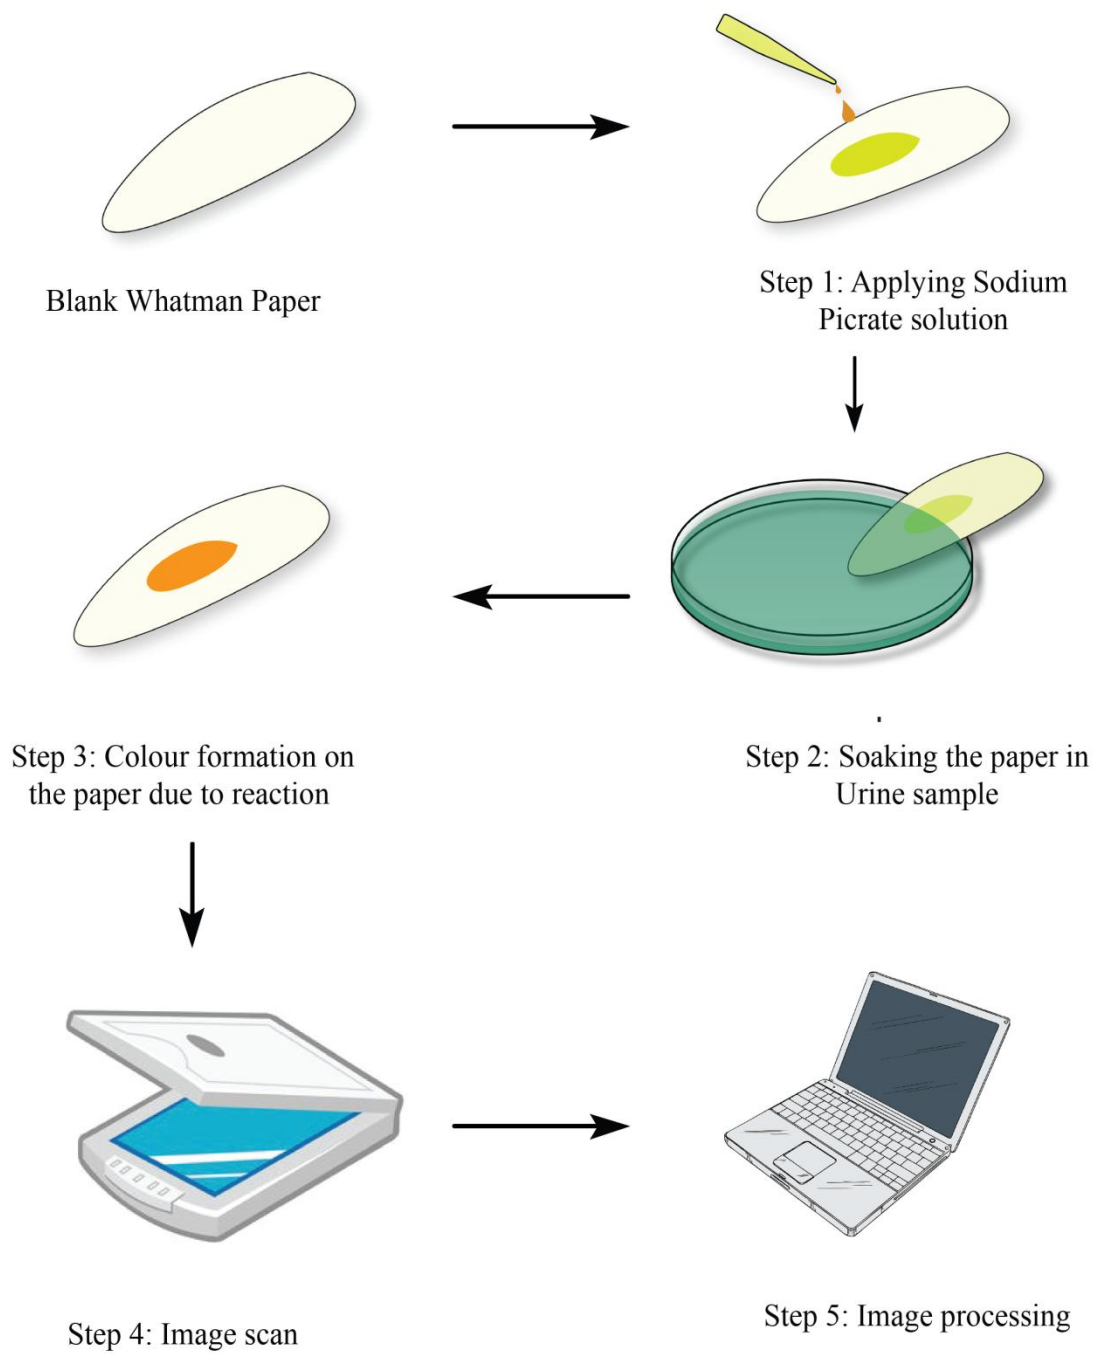 Blank Whatman Paper
Step 1: Applying Sodium
Picrate solution
Step 2: Soaking the paper in
Urine sample
Step 3: Colour formation on
the paper due to reaction
Step 4: Image scan
Step 5: Image processing